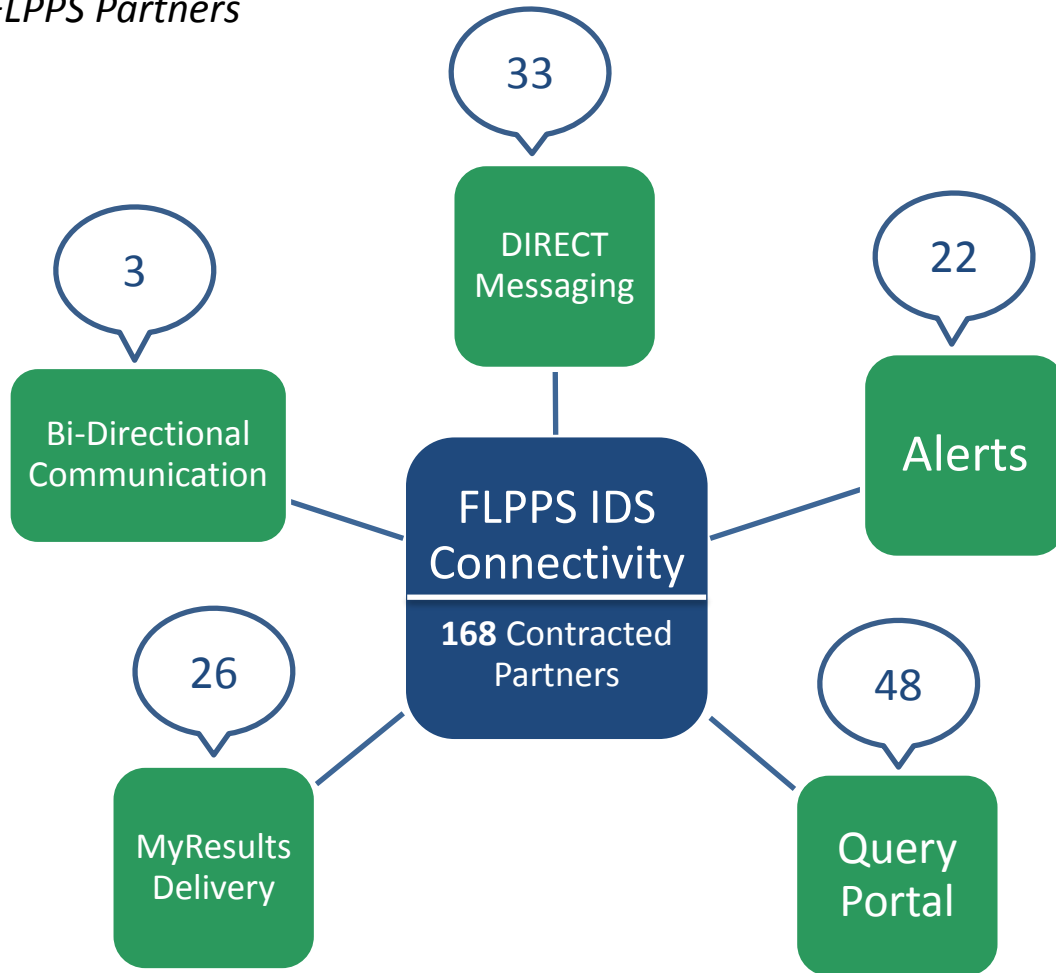 FLPPS Partners
33
DIRECT
Messaging
3
Bi-Directional
Communication
22
Alerts
FLPPS IDS
Connectivity
168 Contracted
Partners
26
MyResults
Delivery
48
Query
Portal